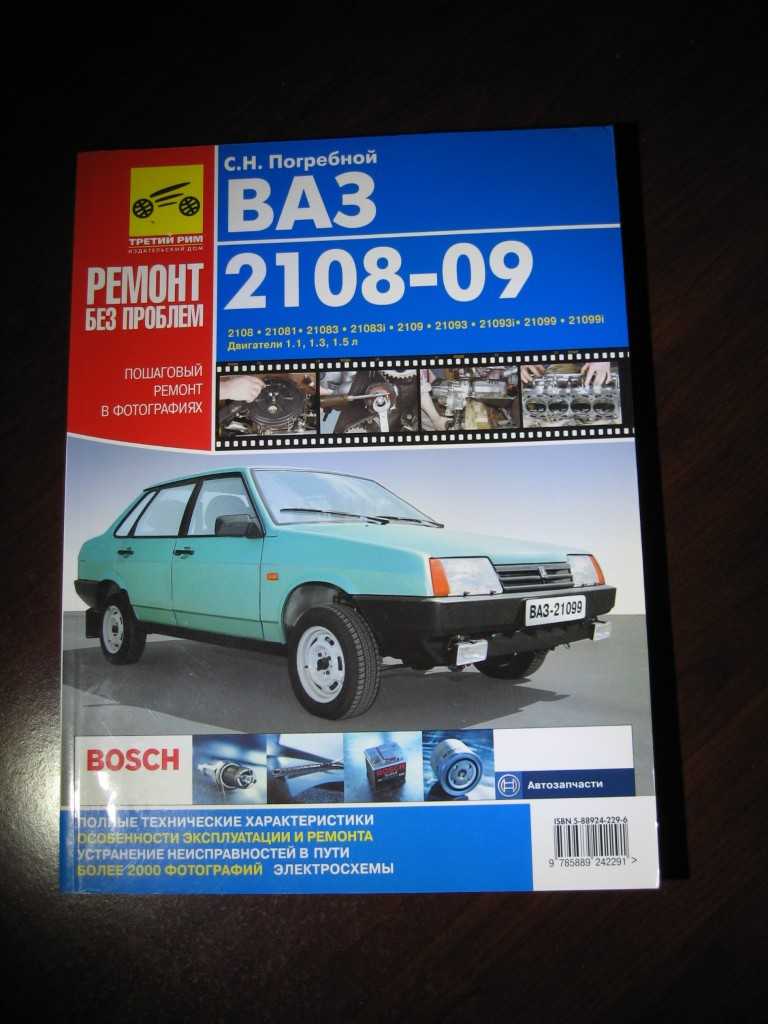 С.Н. Погребной
ВАЗ
2108-09
2108 • 21081 • 21083 • 21083i • 2109 • 21093 • 21093i • 21099 • 21099i
Двигатели 1.1, 1.3, 1.5 л
ТРЕТИЙ РИМ
ИЗДАТЕЛЬСКИЙ ДОМ
РЕМОНТ
БЕЗ ПРОБЛЕМ
ПОШАГОВЫЙ
РЕМОНТ
В ФОТОГРАФИЯХ
ВАЗ-21099
BOSCH
BOSCH
Автозапчасти
ПОЛНЫЕ ТЕХНИЧЕСКИЕ ХАРАКТЕРИСТИКИ
ОСОБЕННОСТИ ЭКСПЛУАТАЦИИ И РЕМОНТА
УСТРАНЕНИЕ НЕИСПРАВНОСТЕЙ В ПУТИ
БОЛЕЕ 2000 ФОТОГРАФИЙ ЭЛЕКТРОСХЕМЫ
ISBN 5-88924-229-6
9 785889 242291 >